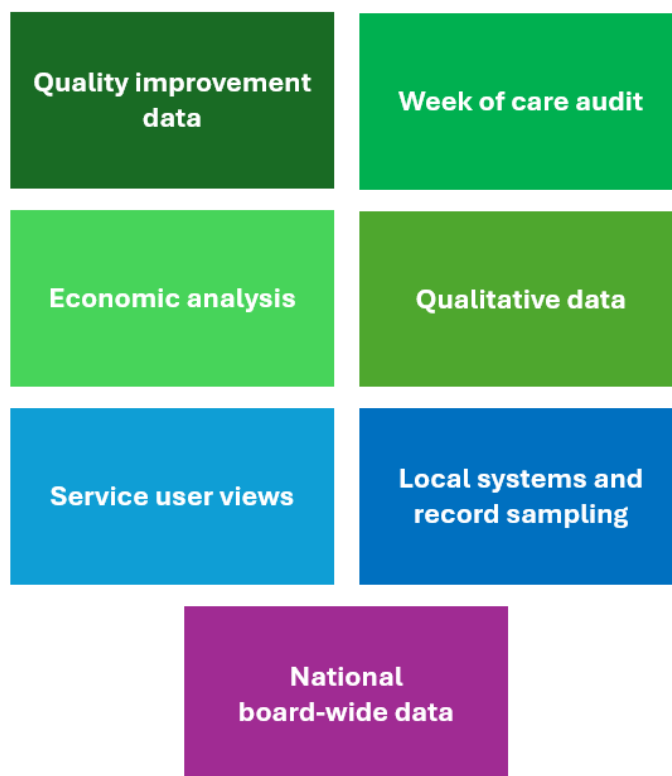 Quality improvement
data
Week of care audit
Economic analysis
Qualitative data
Service user views
Local systems and
record sampling
National
board-wide data